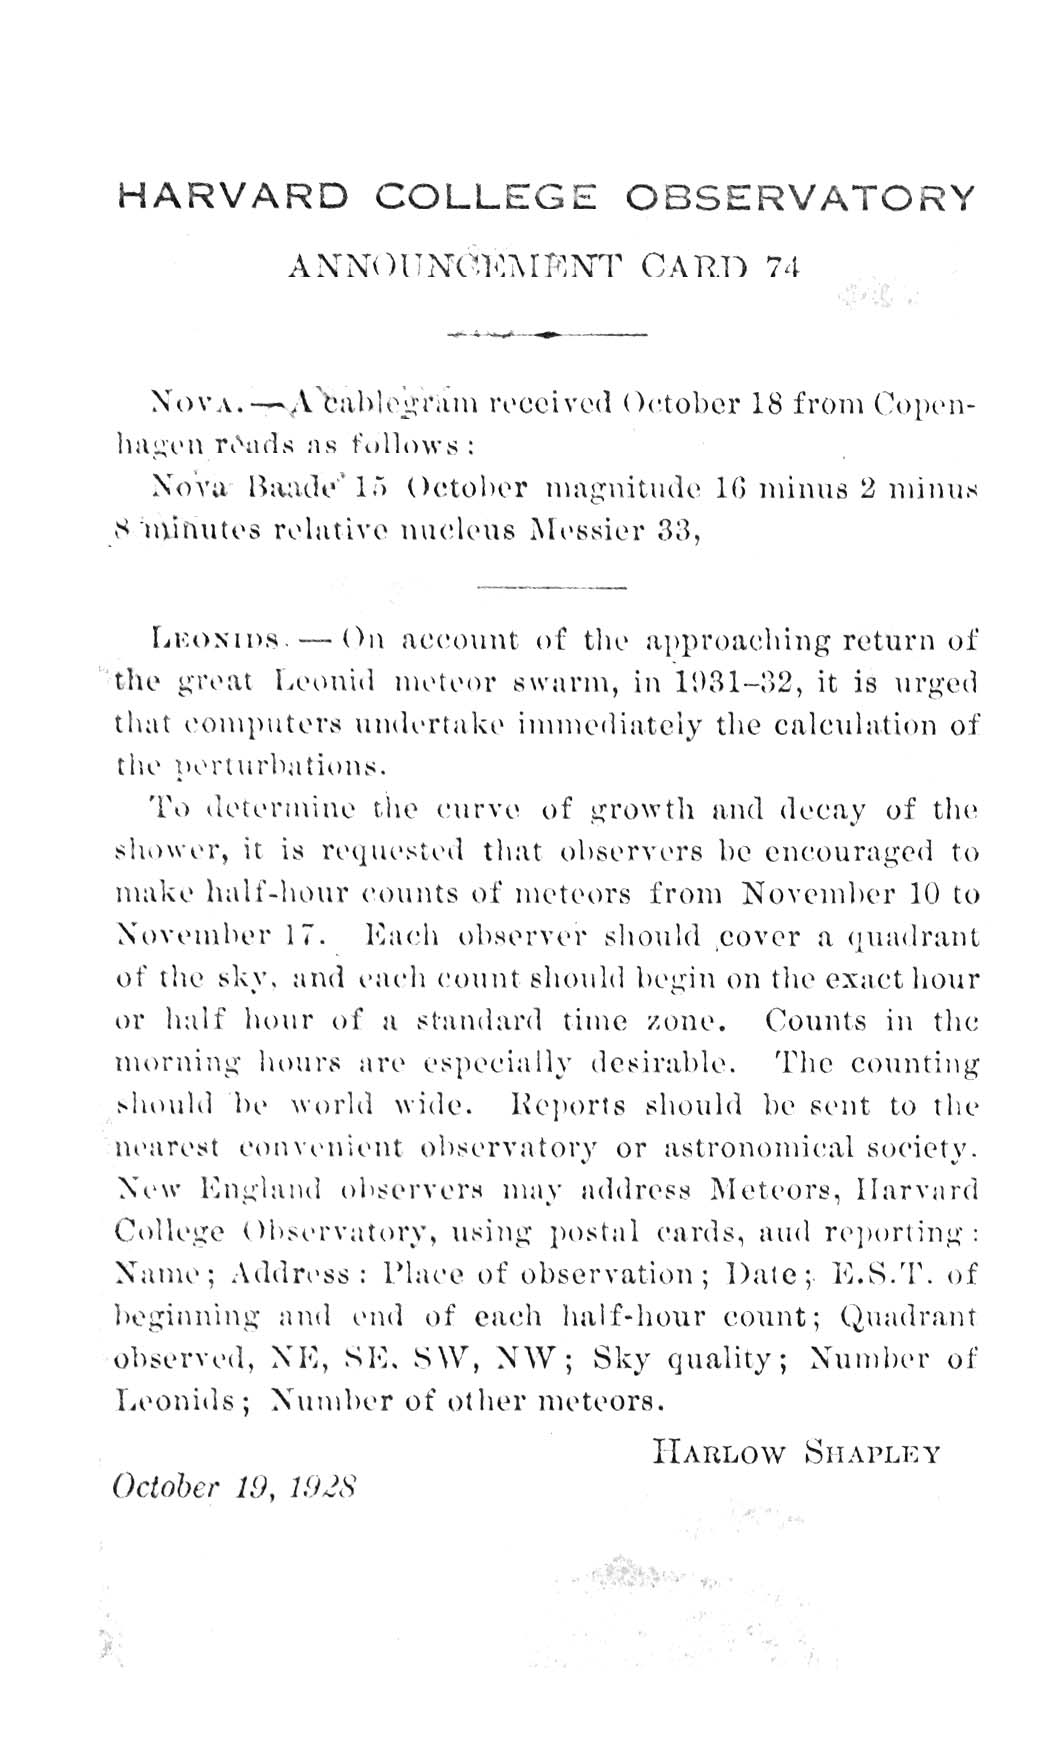 HARVARD COLLEGE OBSERVATORY
ANNOUNCEMENT CARD 74
NOVA.—A cablegram received October 18 from Copen-
hagen reads as follows:
Nova Baade 15 October magnitude 16 minus 2 minus
8 minutes relative nucleus Messier 33,
LEONIDS.—On account of the approaching return of
the great Leonid meteor swarm, in 1931–32, it is urged
that computers undertake immediately the calculation of
the perturbations.
To determine the curve of growth and decay of the
shower, it is requested that observers be encouraged to
make half-hour counts of meteors from November 10 to
November 17. Each observer should cover a quadrant
of the sky, and each count should begin on the exact hour
or half hour of a standard time zone. Counts in the
morning hours are especially desirable. The counting
should be world wide. Reports should be sent to the
nearest convenient observatory or astronomical society.
New England observers may address Meteors, Harvard
College Observatory, using postal cards, and reporting:
Name; Address: Place of observation; Date; E.S.T. of
beginning and end of each half-hour count; Quadrant
observed, NE, SE, SW, NW; Sky quality; Number of
Leonids; Number of other meteors.
HARLOW SHAPLEY
October 19, 1928